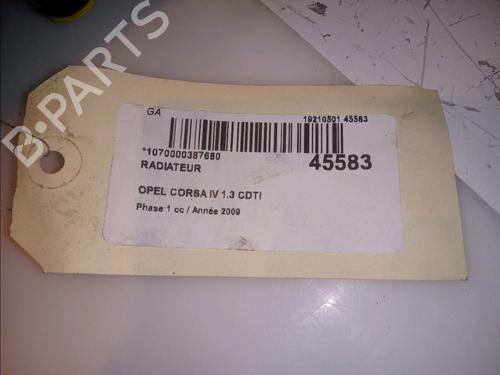 B-PARTS
GA
19210501 45583
*1070000387680
45583
RADIATEUR
OPEL CORSA IV 1.3 CDTI
Phase 1 cc / Année 2009